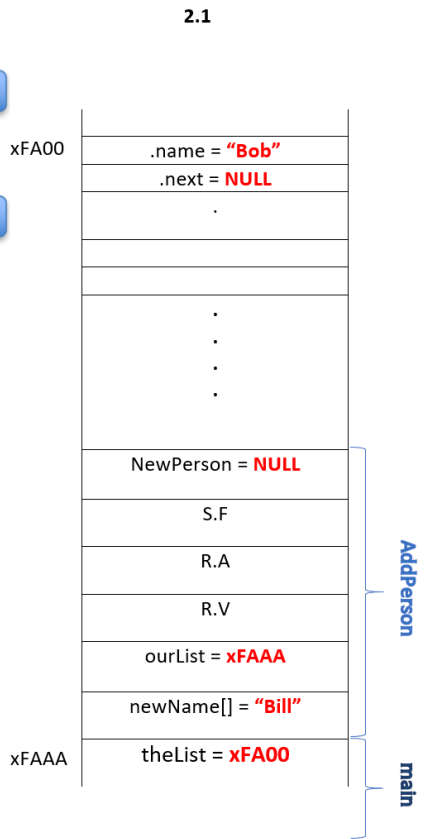 2.1
xFA00
.name = “Bob”
.next = NULL
.
.
.
.
.
NewPerson = NULL
S.F
R.A
R.V
ourList = xFAAA
newName[] = “Bill”
AddPerson
xFAAA
theList = xFA00
main